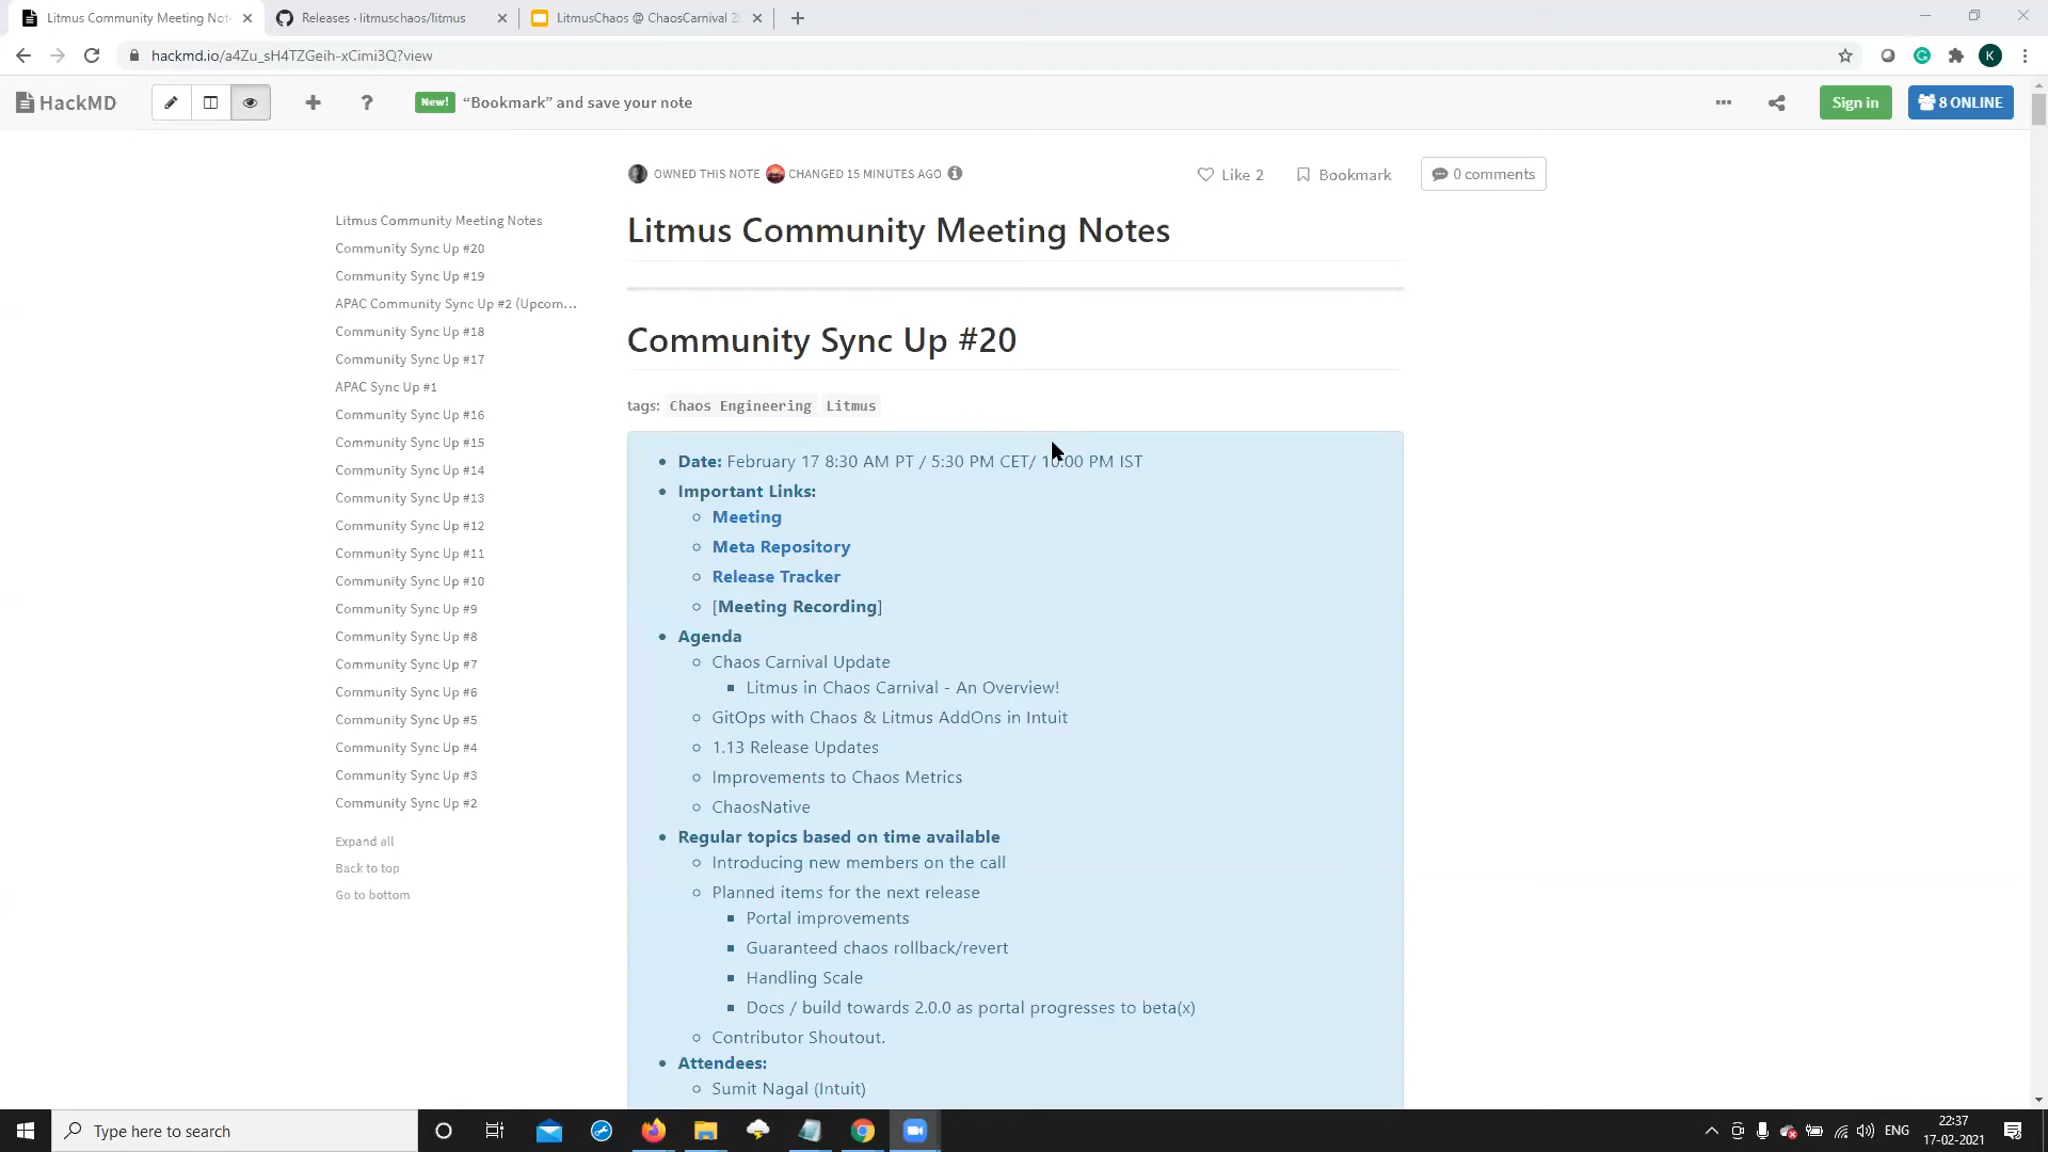 Litmus Community Meeting Not
Releases · litmuschaos/litmus
LitmusChaos @ ChaosCarnival 2
hackmd.io/a4Zu_sH4TZGeih-xCimi3Q?view
K
HackMD
New! “Bookmark” and save your note
Sign in
8 ONLINE
OWNED THIS NOTE CHANGED 15 MINUTES AGO
Like 2
Bookmark
0 comments
Litmus Community Meeting Notes
Community Sync Up #20
Community Sync Up #19
APAC Community Sync Up #2 (Upcom...
Community Sync Up #18
Community Sync Up #17
APAC Sync Up #1
Community Sync Up #16
Community Sync Up #15
Community Sync Up #14
Community Sync Up #13
Community Sync Up #12
Community Sync Up #11
Community Sync Up #10
Community Sync Up #9
Community Sync Up #8
Community Sync Up #7
Community Sync Up #6
Community Sync Up #5
Community Sync Up #4
Community Sync Up #3
Community Sync Up #2
Expand all
Back to top
Go to bottom
Litmus Community Meeting Notes
Community Sync Up #20
tags: Chaos Engineering Litmus
Date: February 17 8:30 AM PT / 5:30 PM CET/ 10:00 PM IST
Important Links:
Meeting
Meta Repository
Release Tracker
[Meeting Recording]
Agenda
Chaos Carnival Update
Litmus in Chaos Carnival - An Overview!
GitOps with Chaos & Litmus AddOns in Intuit
1.13 Release Updates
Improvements to Chaos Metrics
ChaosNative
Regular topics based on time available
Introducing new members on the call
Planned items for the next release
Portal improvements
Guaranteed chaos rollback/revert
Handling Scale
Docs / build towards 2.0.0 as portal progresses to beta(x)
Contributor Shoutout.
Attendees:
Sumit Nagal (Intuit)
Type here to search
ENG
22:37
17-02-2021